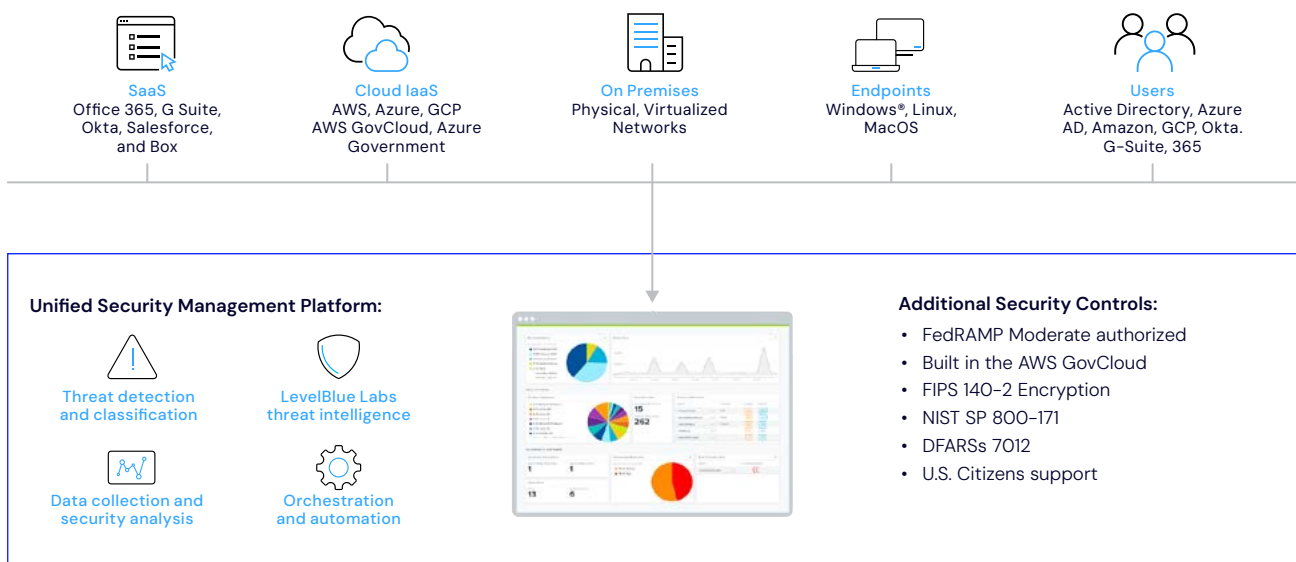 SaaS
Office 365, G Suite,
Okta, Salesforce,
and Box
Cloud IaaS
AWS, Azure, GCP
AWS GovCloud, Azure
Government
On Premises
Physical, Virtualized
Networks
Endpoints
Windows®, Linux,
MacOS
Users
Active Directory, Azure
AD, Amazon, GCP, Okta.
G-Suite, 365
Unified Security Management Platform:
Threat detection
and classification
LevelBlue Labs
threat intelligence
Data collection and
security analysis
Orchestration
and automation
15
262
1
1
13
6
Additional Security Controls:
• FedRAMP Moderate authorized
• Built in the AWS GovCloud
• FIPS 140-2 Encryption
• NIST SP 800-171
• DFARSs 7012
• U.S. Citizens support